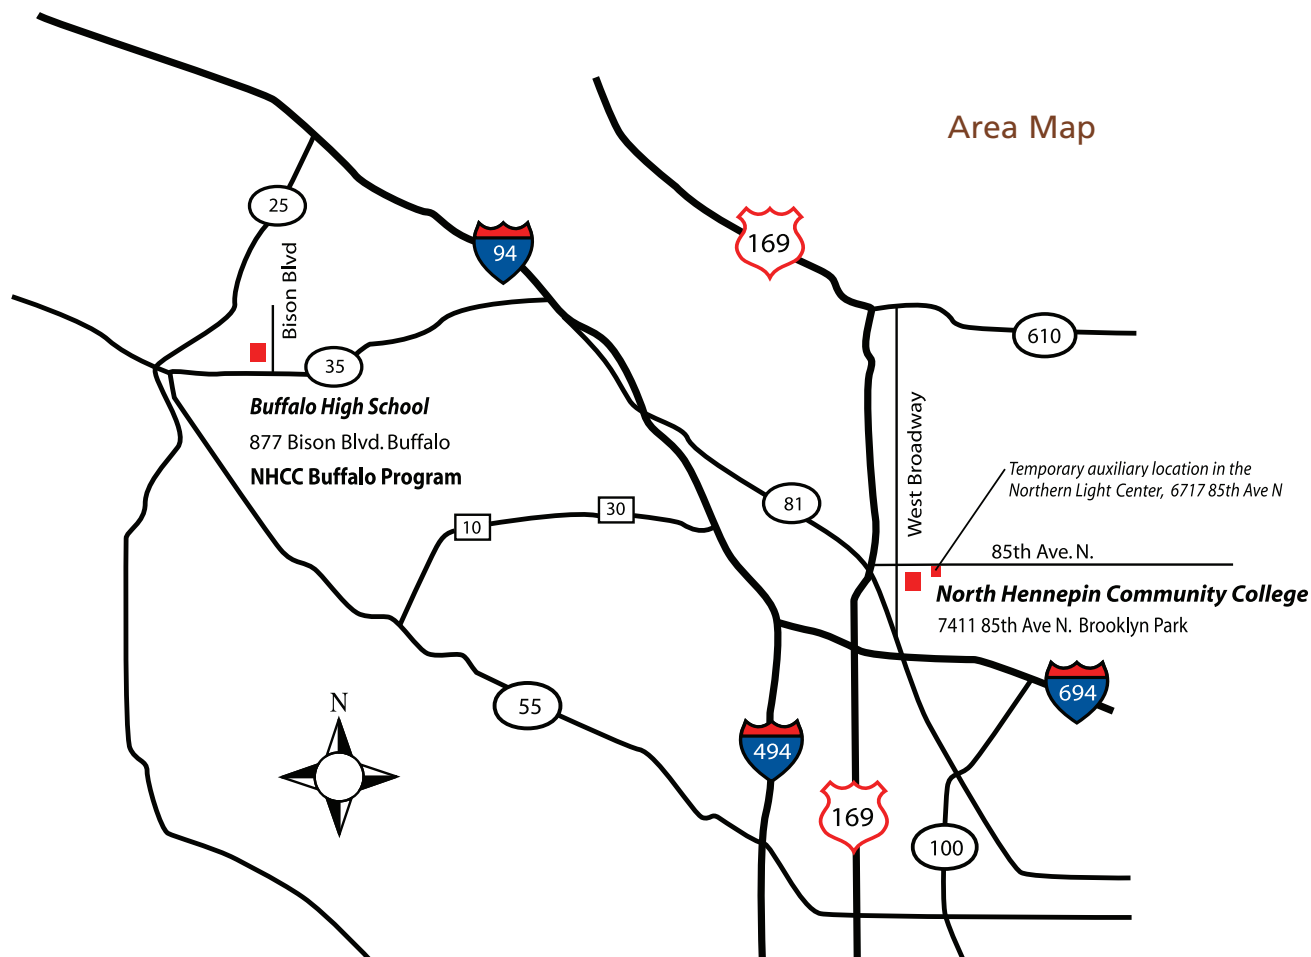 Area Map
25
Bison Blvd
94
169
610
35
Buffalo High School
877 Bison Blvd. Buffalo
NHCC Buffalo Program
West Broadway
Temporary auxiliary location in the
Northern Light Center, 6717 85th Ave N
81
10
30
85th Ave. N.
North Hennepin Community College
7411 85th Ave N. Brooklyn Park
N
55
694
494
169
100